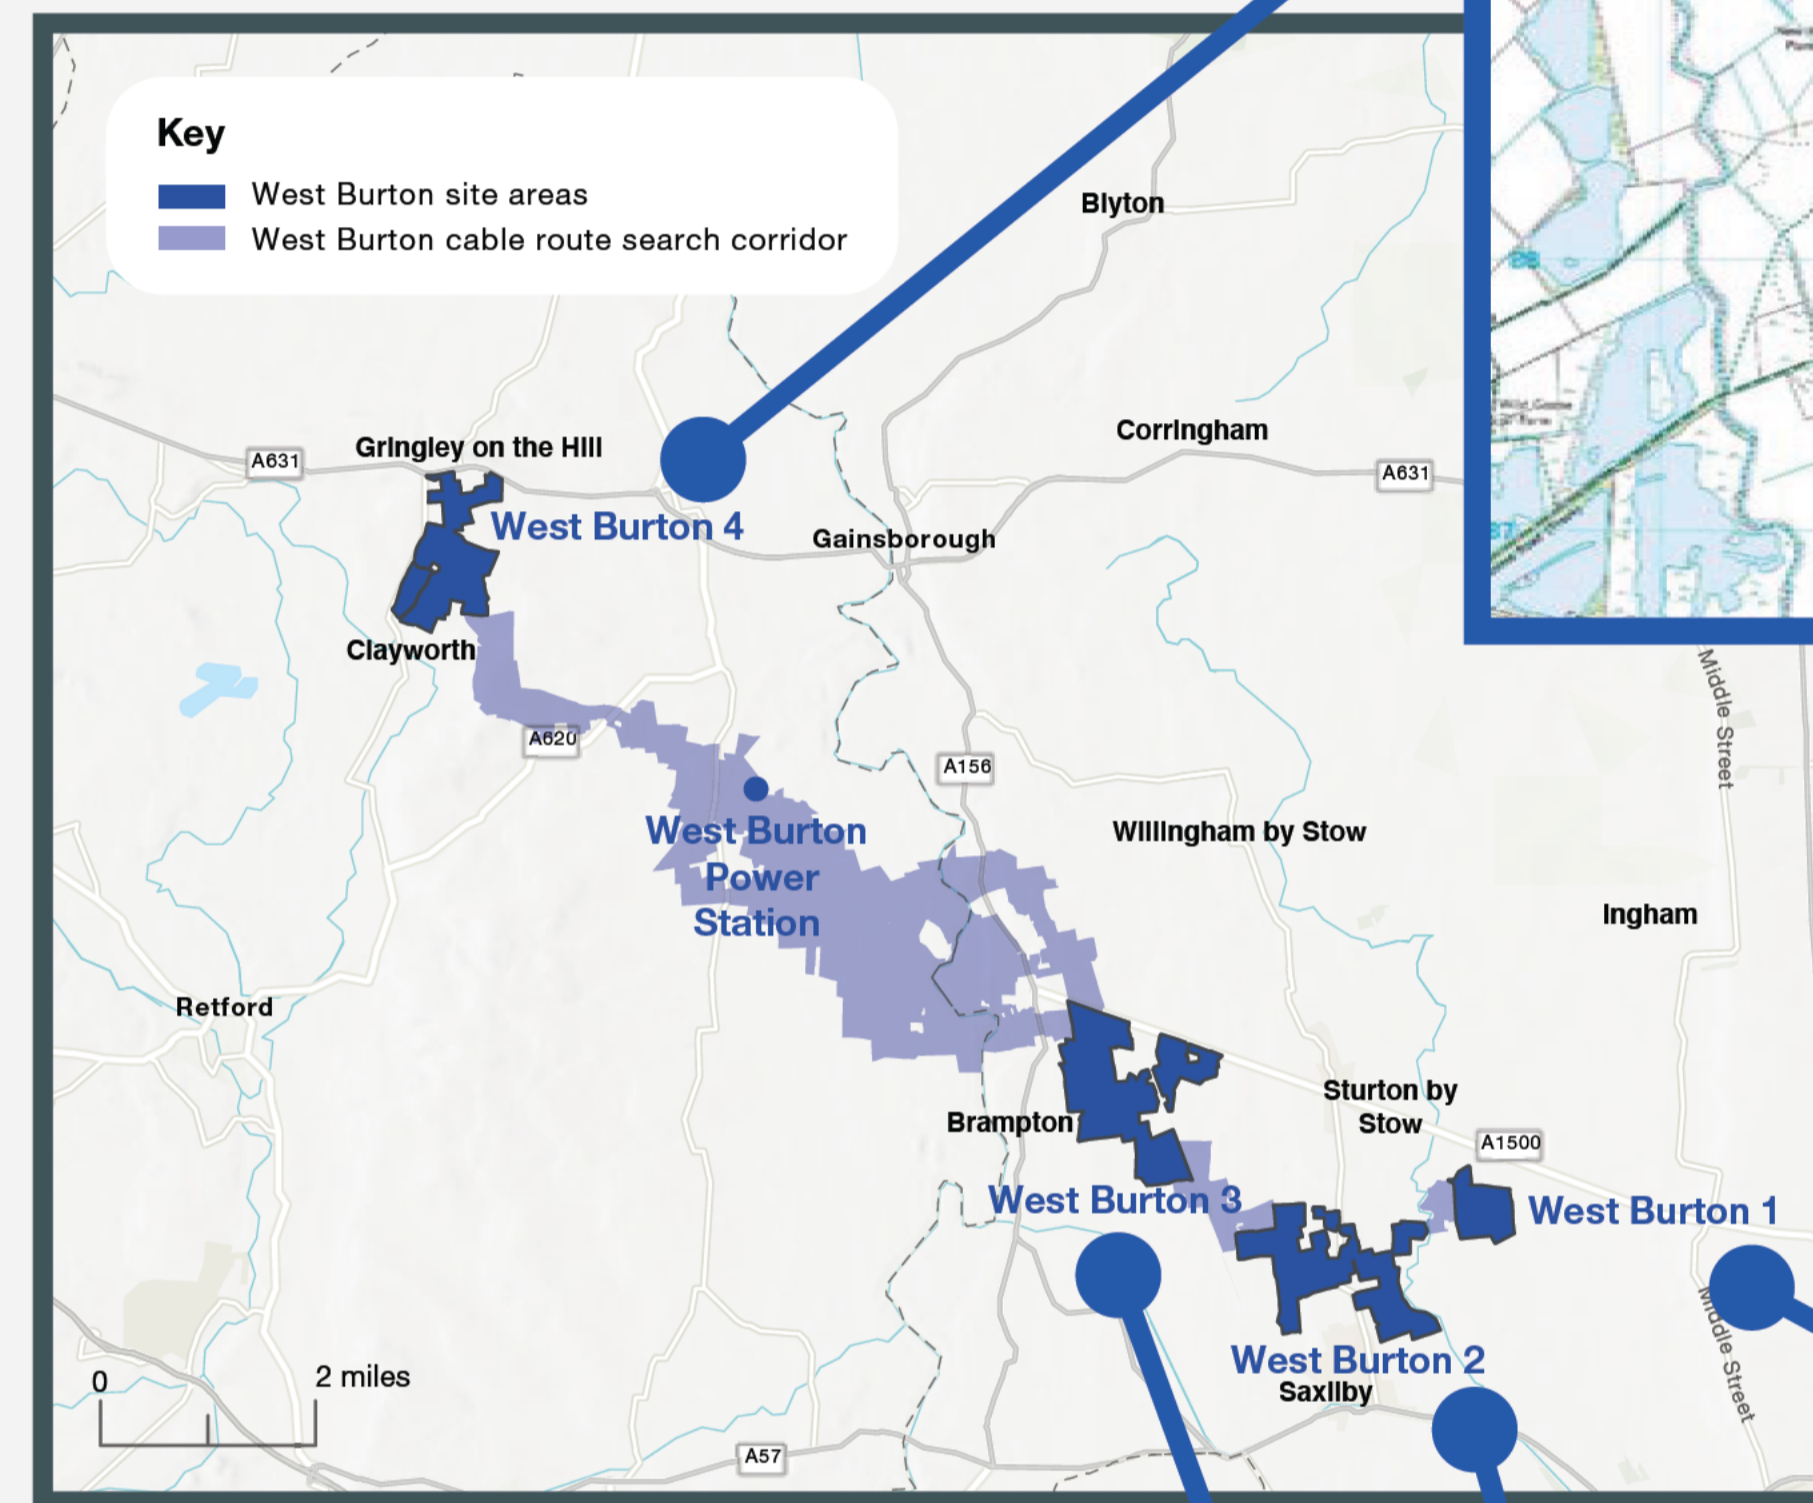 Key
West Burton site areas
West Burton cable route search corridor
Blyton
Corringham
Gringley on the Hill
A631
A631
West Burton 4
Gainsborough
Clayworth
Middle Street
A620
A156
West Burton
Power
Station
Willingham by Stow
Ingham
Retford
Sturton by
Stow
Brampton
A1500
West Burton 3
West Burton 1
Middle Street
West Burton 2
Saxilby
0
2 miles
A57